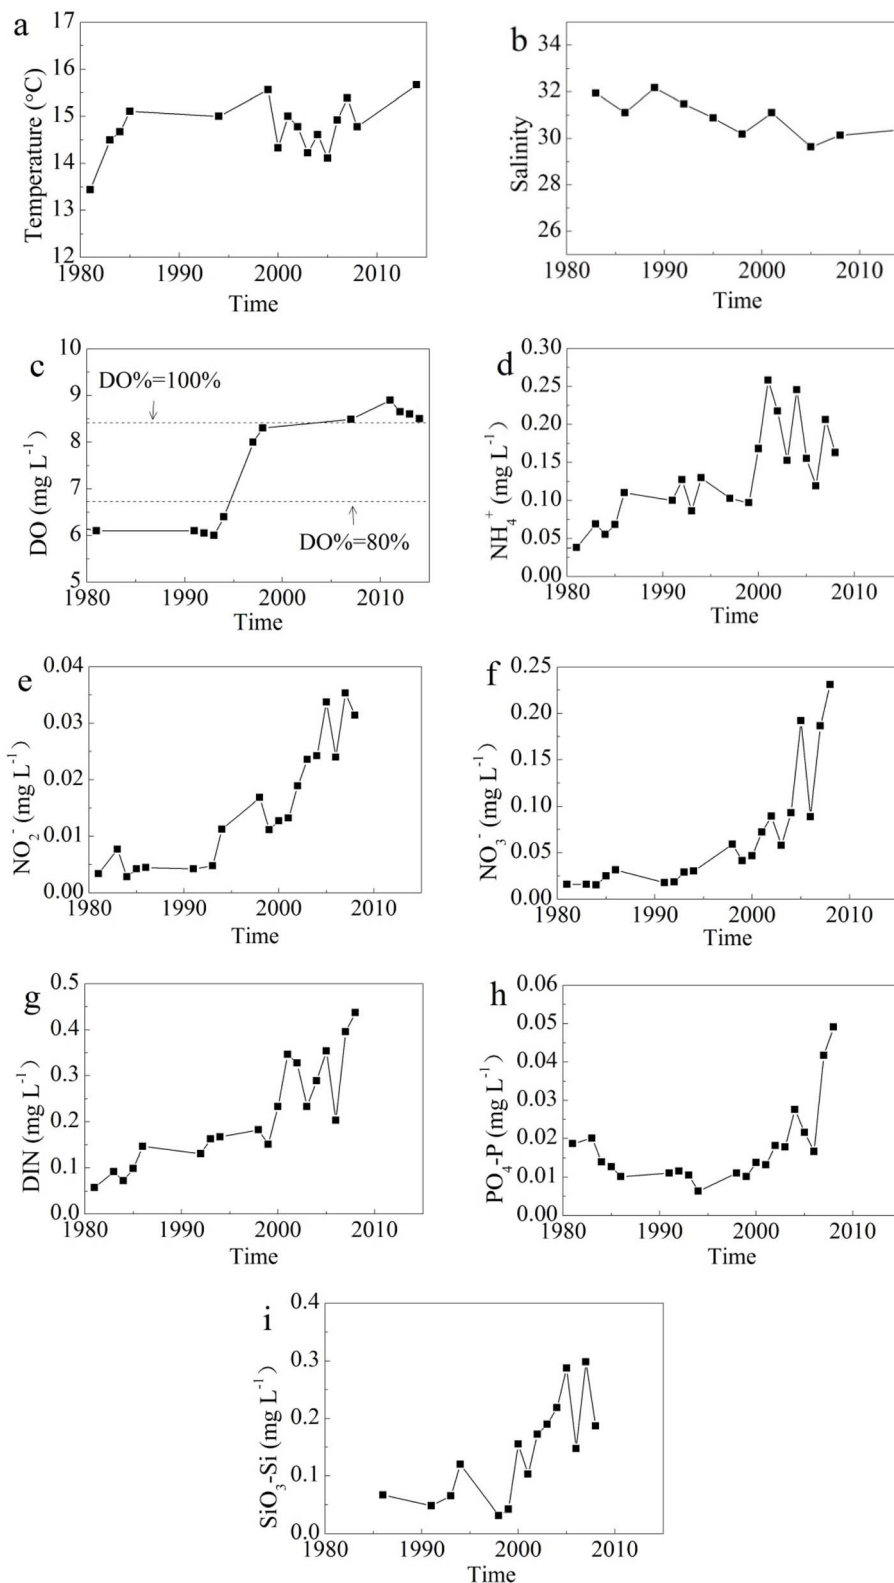 a
17
16
15
14
13
12
Temperature (°C)
1980 1990 2000 2010
Time
b
34
32
30
28
26
Salinity
1980 1990 2000 2010
Time
c
10
9
8
7
6
5
DO (mg L⁻¹)
DO%=100%
DO%=80%
1980 1990 2000 2010
Time
d
0.30
0.25
0.20
0.15
0.10
0.05
0.00
NH₄⁺ (mg L⁻¹)
1980 1990 2000 2010
Time
e
0.04
0.03
0.02
0.01
0.00
NO₂⁻ (mg L⁻¹)
1980 1990 2000 2010
Time
f
0.25
0.20
0.15
0.10
0.05
0.00
NO₃⁻ (mg L⁻¹)
1980 1990 2000 2010
Time
g
0.5
0.4
0.3
0.2
0.1
0.0
DIN (mg L⁻¹)
1980 1990 2000 2010
Time
h
0.06
0.05
0.04
0.03
0.02
0.01
0.00
PO₄-P (mg L⁻¹)
1980 1990 2000 2010
Time
i
0.4
0.3
0.2
0.1
0.0
SiO₃-Si (mg L⁻¹)
1980 1990 2000 2010
Time